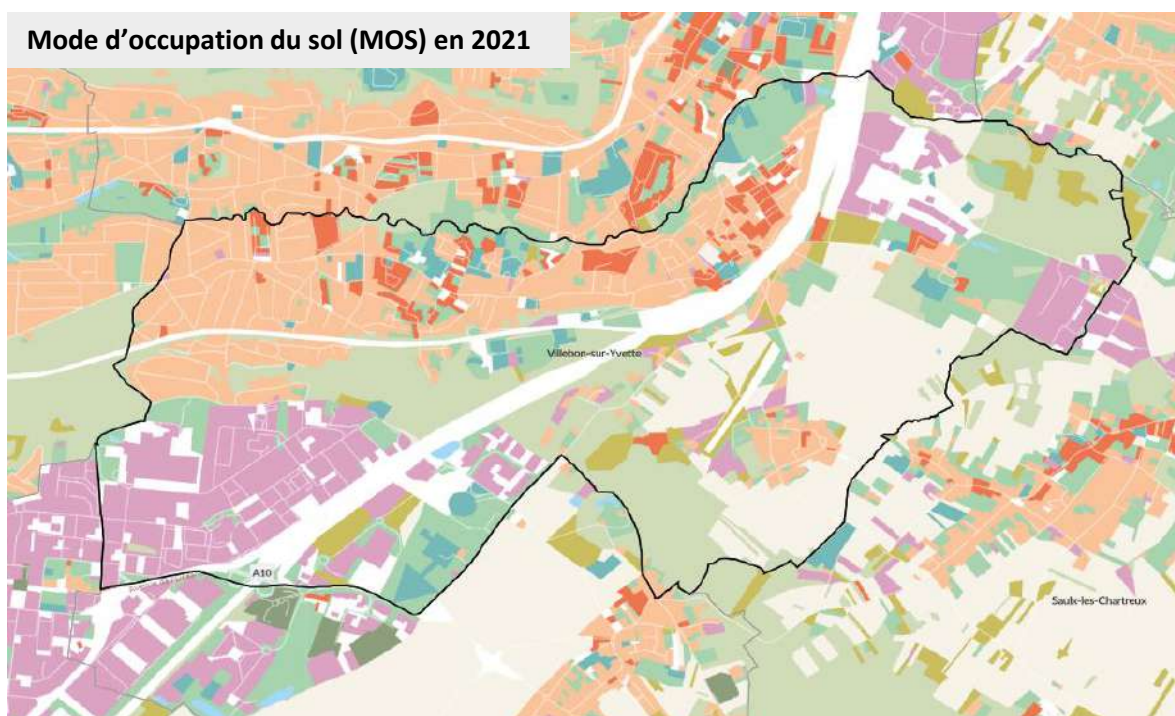 Mode d’occupation du sol (MOS) en 2021
Villebon-sur-Yvette
A10
Saulx-les-Chartreux